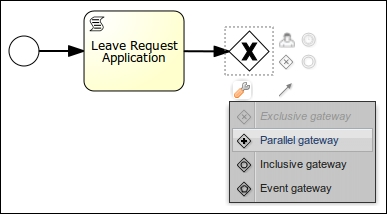 Leave Request
Application
Exclusive gateway
Parallel gateway
Inclusive gateway
Event gateway